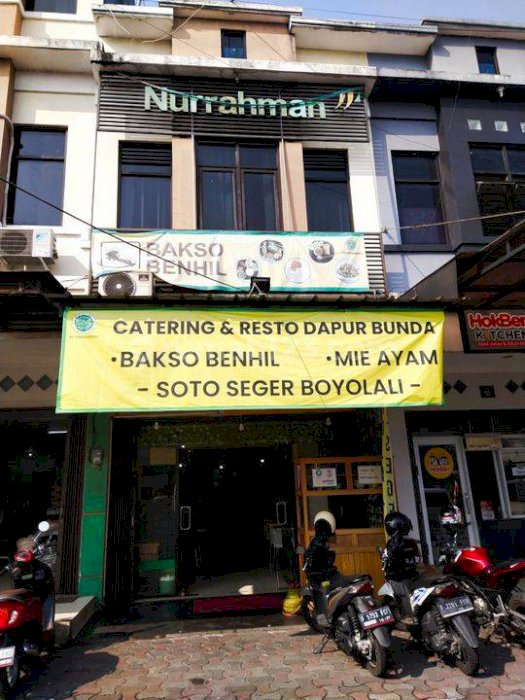 Nurrahman
BAKSO
BENHIL
CATERING & RESTO DAPUR BUNDA
•BAKSO BENHIL •MIE AYAM
- SOTO SEGER BOYOLALI -
HokBen
KITCHEN